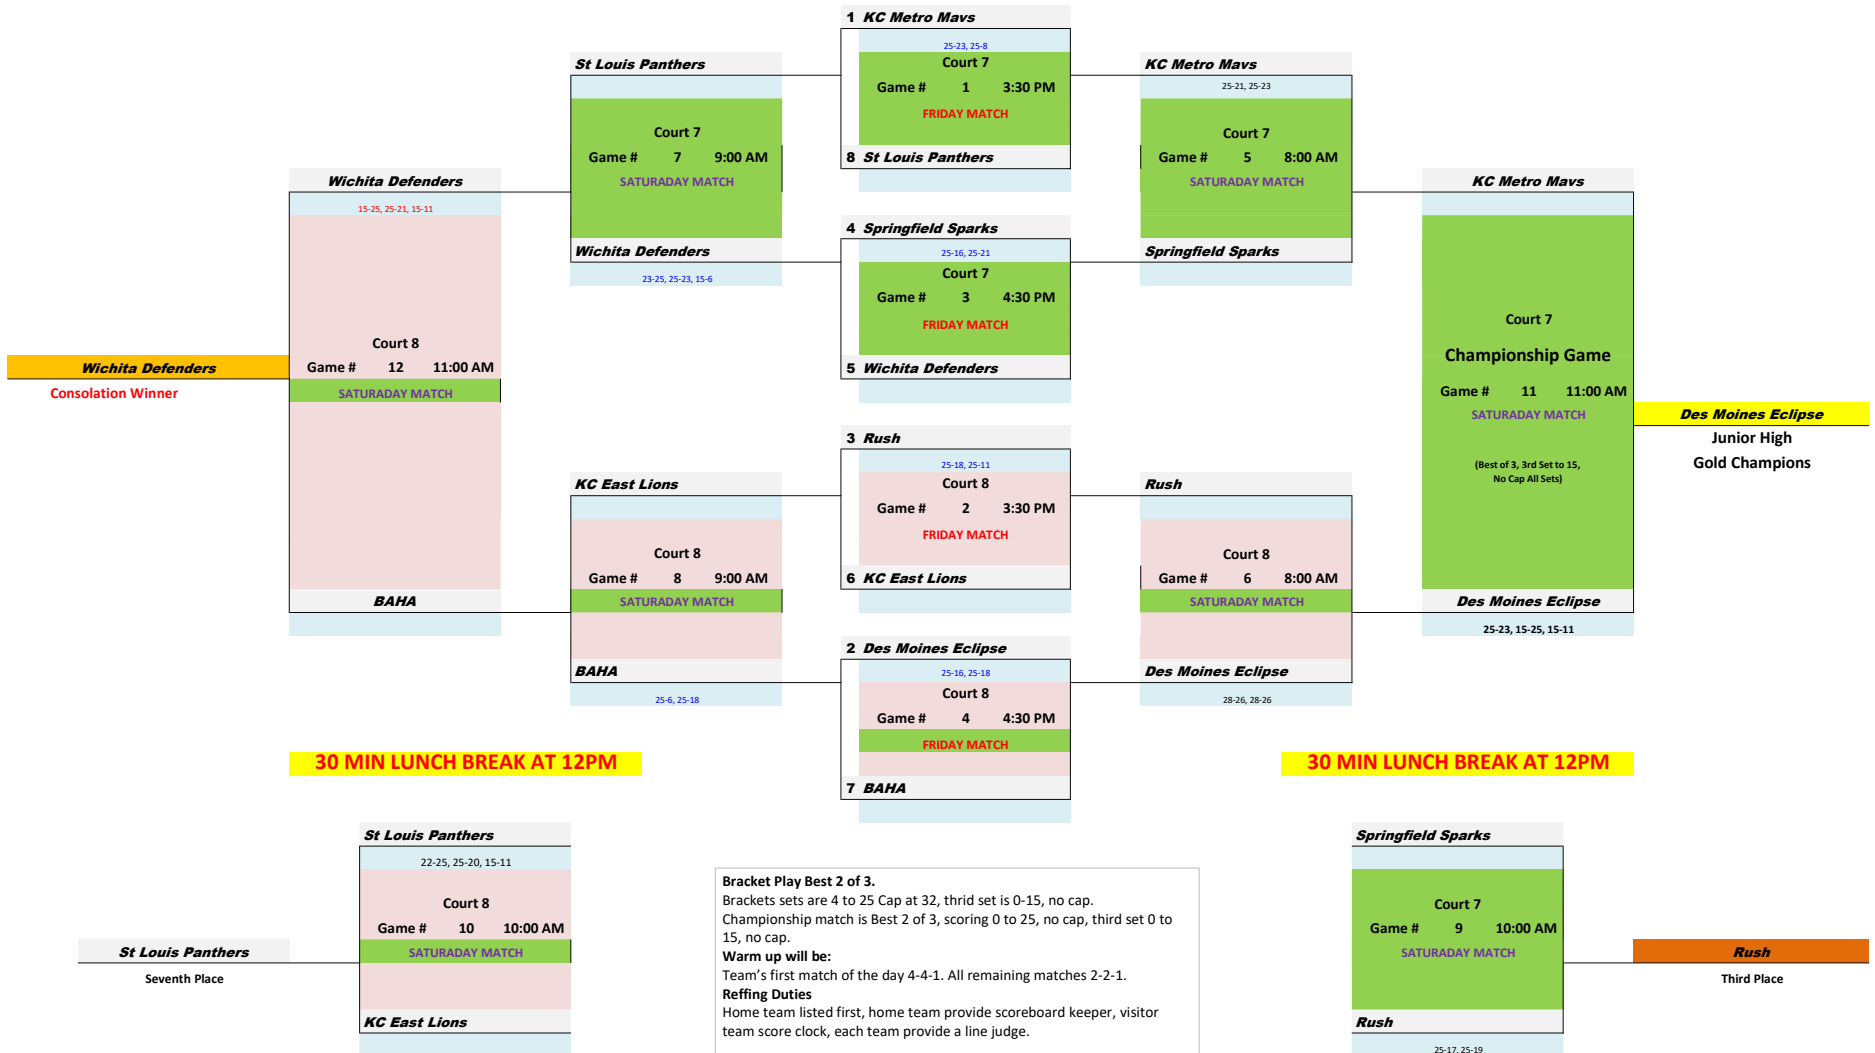 1 KC Metro Mavs
25-23, 25-8
St Louis Panthers
Court 7
KC Metro Mavs
Game # 1 3:30 PM
25-21, 25-23
FRIDAY MATCH
Court 7
Court 7
Game # 7 9:00 AM
8 St Louis Panthers
Game # 5 8:00 AM
Wichita Defenders
SATURADAY MATCH
SATURADAY MATCH
KC Metro Mavs
15-25, 25-21, 15-11
4 Springfield Sparks
Wichita Defenders
25-16, 25-21
Springfield Sparks
23-25, 25-23, 15-6
Court 7
Game # 3 4:30 PM
FRIDAY MATCH
Court 7
Court 8
Championship Game
Wichita Defenders
Game # 12 11:00 AM
5 Wichita Defenders
Consolation Winner
SATURADAY MATCH
Game # 11 11:00 AM
SATURADAY MATCH
Des Moines Eclipse
3 Rush
Junior High
25-18, 25-11
(Best of 3, 3rd Set to 15,
No Cap All Sets)
Gold Champions
KC East Lions
Court 8
Rush
Game # 2 3:30 PM
FRIDAY MATCH
Court 8
Court 8
Game # 8 9:00 AM
6 KC East Lions
Game # 6 8:00 AM
BAHA
SATURADAY MATCH
SATURADAY MATCH
Des Moines Eclipse
25-23, 15-25, 15-11
2 Des Moines Eclipse
BAHA
25-16, 25-18
Des Moines Eclipse
25-6, 25-18
Court 8
28-26, 28-26
Game # 4 4:30 PM
FRIDAY MATCH
30 MIN LUNCH BREAK AT 12PM
30 MIN LUNCH BREAK AT 12PM
7 BAHA
St Louis Panthers
Springfield Sparks
22-25, 25-20, 15-11
Court 8
Court 7
Game # 10 10:00 AM
Game # 9 10:00 AM
St Louis Panthers
SATURADAY MATCH
SATURADAY MATCH
Rush
Seventh Place
Third Place
KC East Lions
Rush
25-17, 25-19
Bracket Play Best 2 of 3.
Brackets sets are 4 to 25 Cap at 32, thrid set is 0-15, no cap.
Championship match is Best 2 of 3, scoring 0 to 25, no cap, third set 0 to
15, no cap.
Warm up will be:
Team's first match of the day 4-4-1. All remaining matches 2-2-1.
Reffing Duties
Home team listed first, home team provide scoreboard keeper, visitor
team score clock, each team provide a line judge.